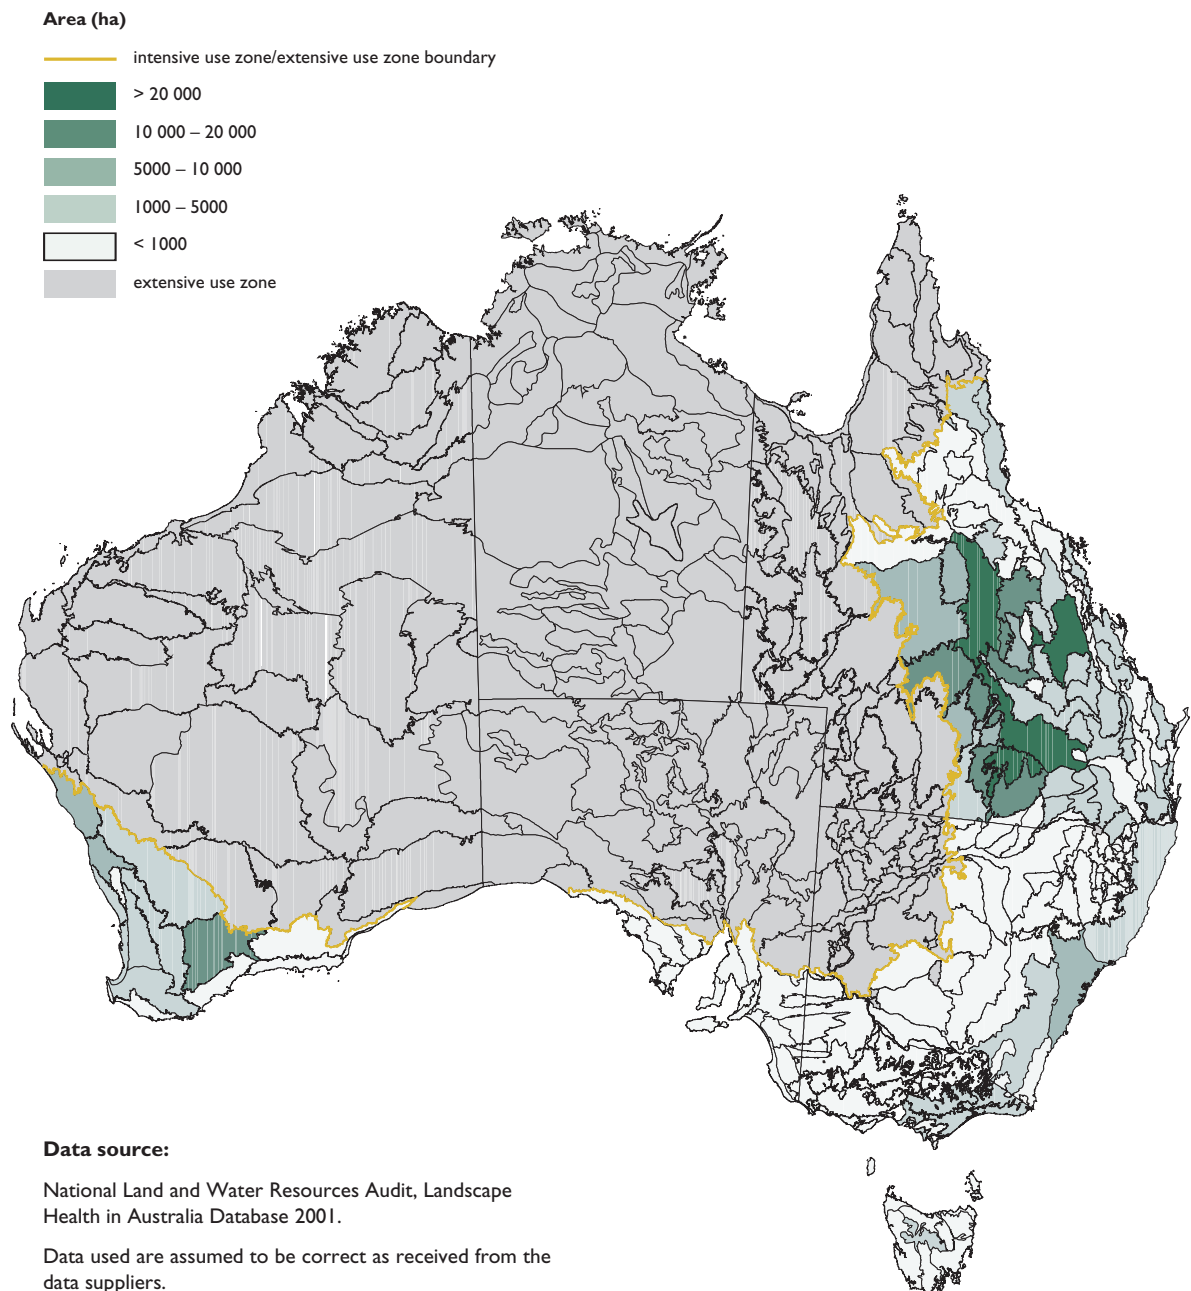 Area (ha)
intensive use zone/extensive use zone boundary
> 20 000
10 000 – 20 000
5000 – 10 000
1000 – 5000
< 1000
extensive use zone
Data source:
National Land and Water Resources Audit, Landscape
Health in Australia Database 2001.
Data used are assumed to be correct as received from the
data suppliers.